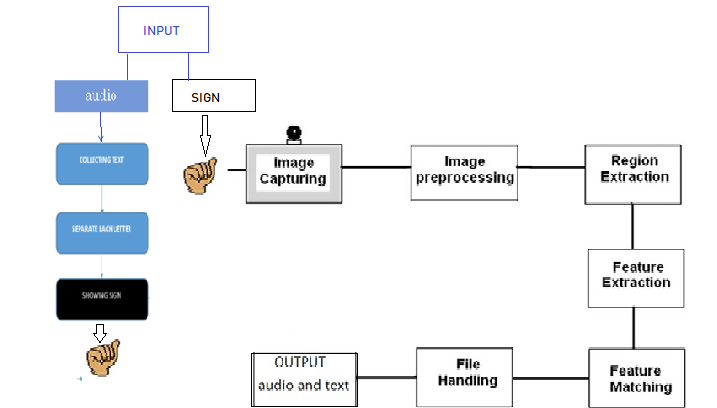 INPUT
audio
SIGN
COLLECTING TEXT
SEPARATE EACH LETTER
SHOWING SIGN
Image
Capturing
Image
preprocessing
Region
Extraction
Feature
Extraction
Feature
Matching
File
Handling
OUTPUT
audio and text